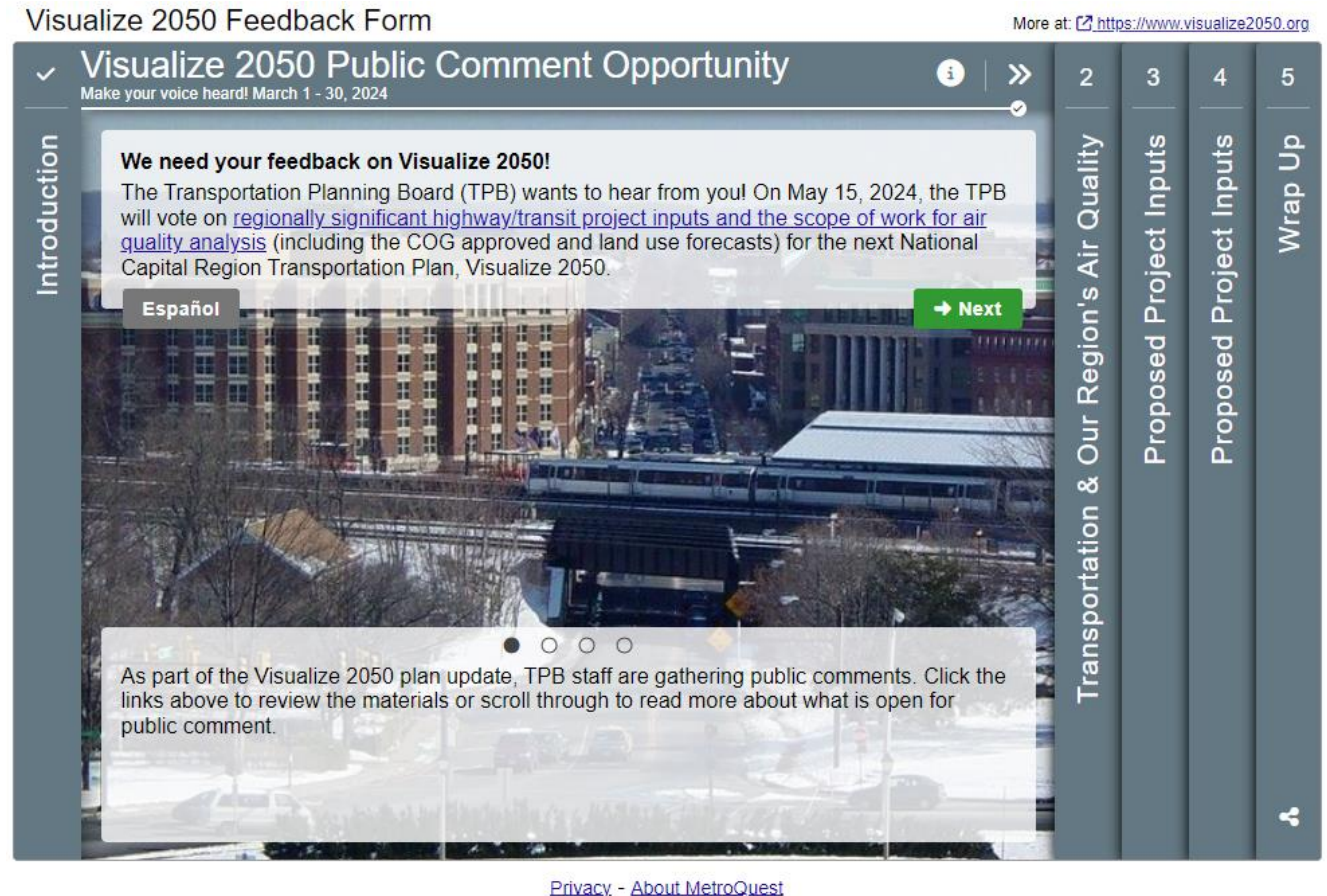 Visualize 2050 Feedback Form
More at: https://www.visualize2050.org
Visualize 2050 Public Comment Opportunity
Make your voice heard! March 1 - 30, 2024
Introduction
We need your feedback on Visualize 2050!
The Transportation Planning Board (TPB) wants to hear from you! On May 15, 2024, the TPB
will vote on regionally significant highway/transit project inputs and the scope of work for air
quality analysis (including the COG approved and land use forecasts) for the next National
Capital Region Transportation Plan, Visualize 2050.
Español
Next
As part of the Visualize 2050 plan update, TPB staff are gathering public comments. Click the
links above to review the materials or scroll through to read more about what is open for
public comment.
2
Transportation & Our Region's Air Quality
3
Proposed Project Inputs
4
Proposed Project Inputs
5
Wrap Up
Privacy - About MetroQuest